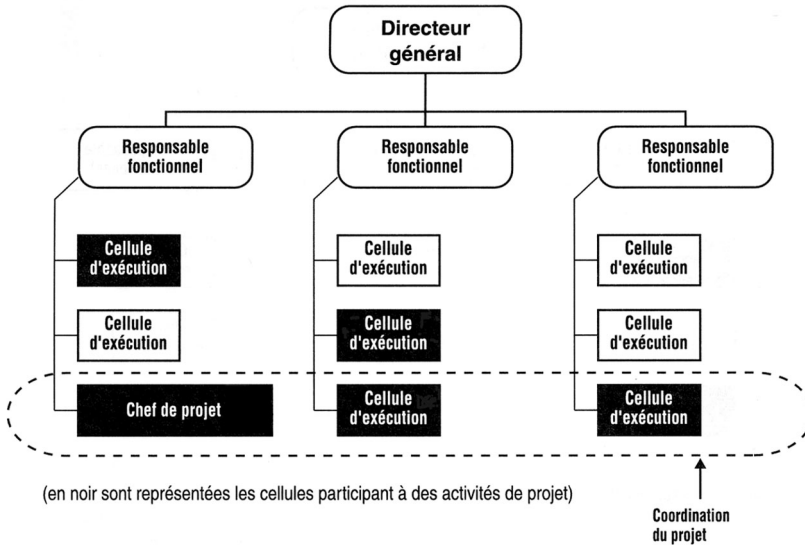 Directeur
général
Responsable
fonctionnel
Responsable
fonctionnel
Responsable
fonctionnel
Cellule
d'exécution
Cellule
d'exécution
Cellule
d'exécution
Cellule
d'exécution
Cellule
d'exécution
Cellule
d'exécution
Chef de projet
Cellule
d'exécution
Cellule
d'exécution
(en noir sont représentées les cellules participant à des activités de projet)
Coordination
du projet